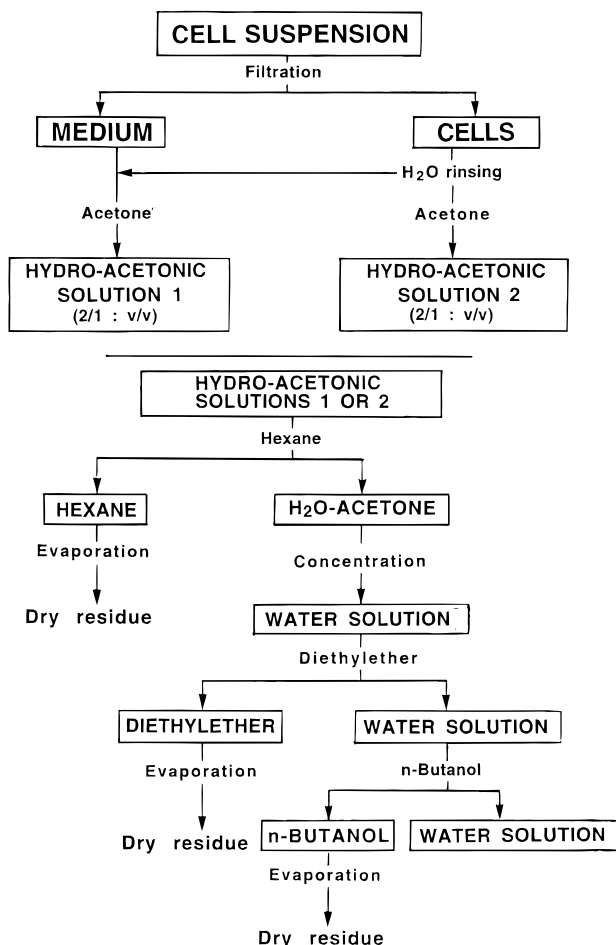 CELL SUSPENSION
Filtration
MEDIUM
CELLS
H₂O rinsing
Acetone
Acetone
HYDRO-ACETONIC
SOLUTION 1
(2/1 : v/v)
HYDRO-ACETONIC
SOLUTION 2
(2/1 : v/v)
HYDRO-ACETONIC
SOLUTIONS 1 OR 2
Hexane
HEXANE
H₂O-ACETONE
Evaporation
Concentration
Dry residue
WATER SOLUTION
Diethylether
DIETHYLETHER
WATER SOLUTION
Evaporation
n-Butanol
Dry residue
n-BUTANOL
WATER SOLUTION
Evaporation
Dry residue